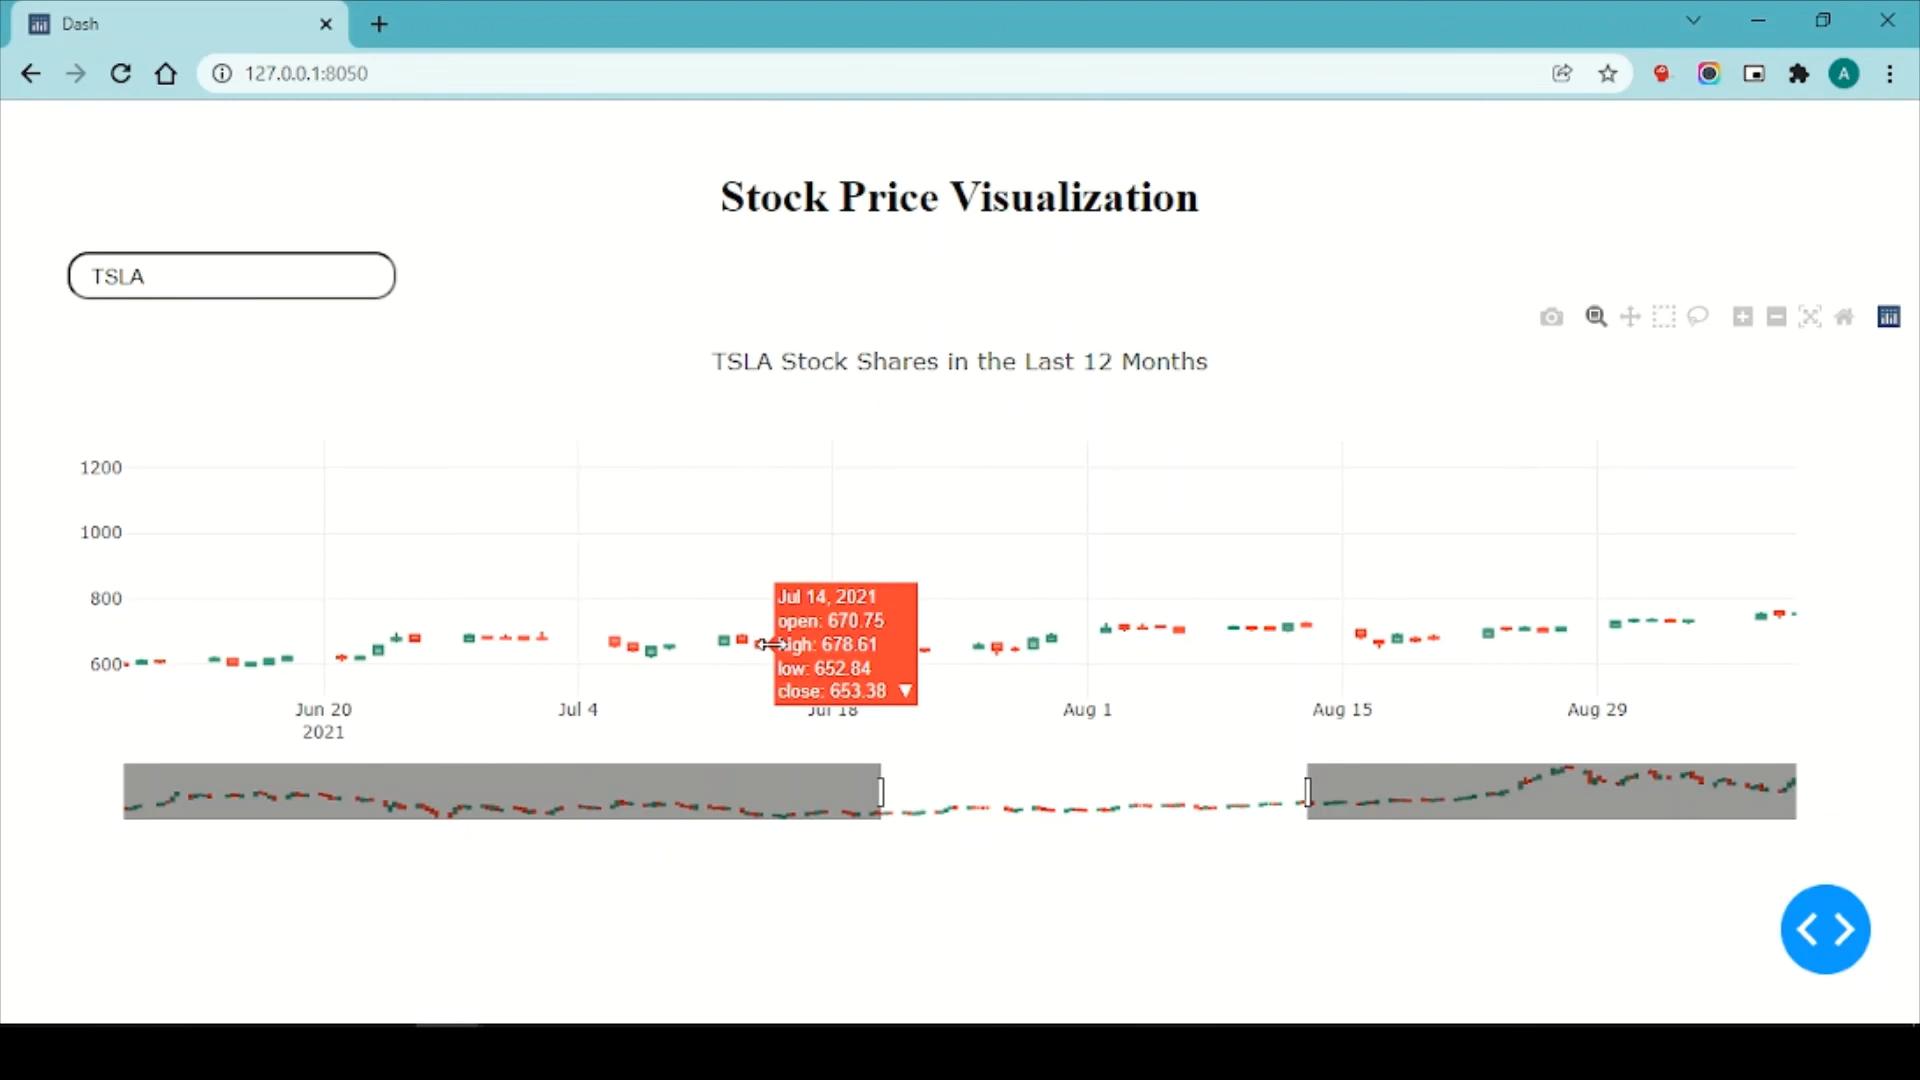 Dash
127.0.0.1:8050
A
Stock Price Visualization
TSLA
TSLA Stock Shares in the Last 12 Months
1200
1000
800
600
Jul 14, 2021
open: 670.75
high: 678.61
low: 652.84
close: 653.38 ▼
Jun 20
2021
Jul 4
Jul 18
Aug 1
Aug 15
Aug 29